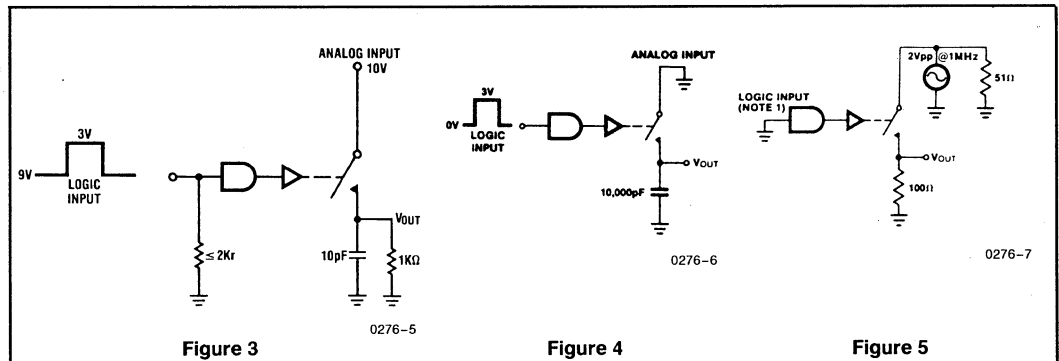 ANALOG INPUT
10V
3V
9V
LOGIC
INPUT
≤2Kr
VOUT
10pF
1KΩ
0276-5
Figure 3
ANALOG INPUT
3V
0V
LOGIC
INPUT
VOUT
10,000pF
0276-6
Figure 4
2Vpp @1MHz
51Ω
LOGIC INPUT
(NOTE 1)
VOUT
100Ω
0276-7
Figure 5